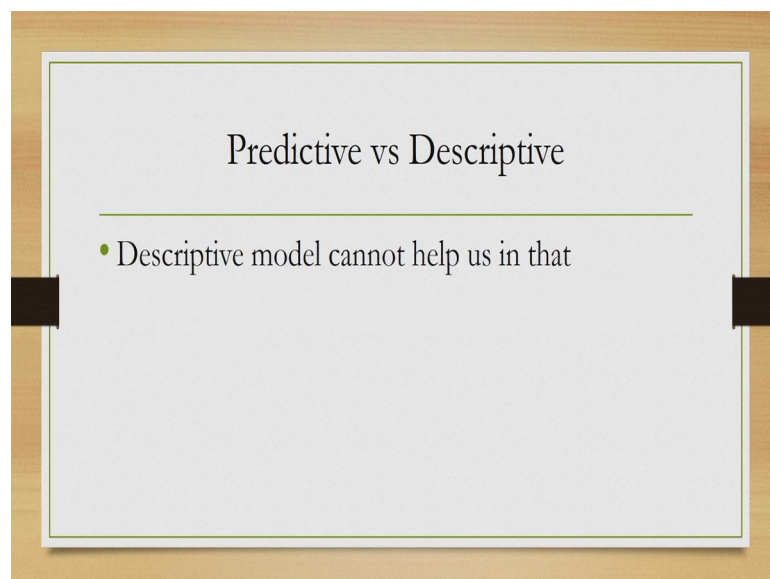 Predictive vs Descriptive
• Descriptive model cannot help us in that